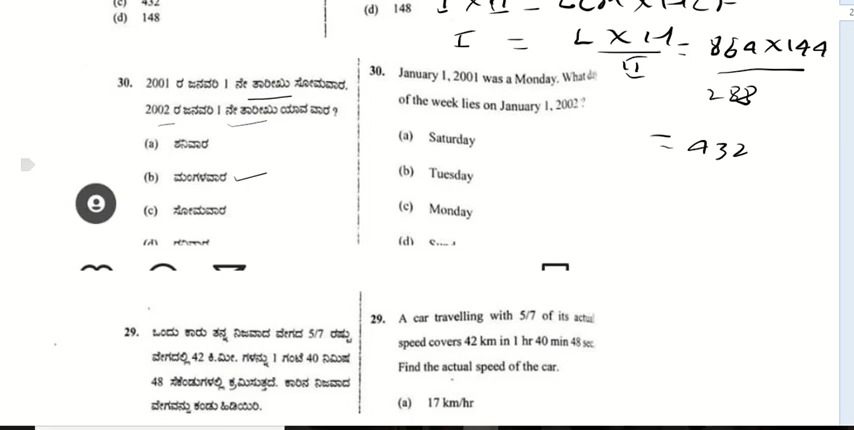 (c) 432
(d) 148
(d) 148
I = L X H = 864 X 144
II
288
= 432
30. 2001 ರ ಜನವರಿ 1 ನೇ ತಾರೀಖು ಸೋಮವಾರ.
2002 ರ ಜನವರಿ 1 ನೇ ತಾರೀಖು ಯಾವ ವಾರ ?
(a) ಶನಿವಾರ
(b) ಮಂಗಳವಾರ
(c) ಸೋಮವಾರ
(d)
30. January 1, 2001 was a Monday. What
of the week lies on January 1, 2002 ?
(a) Saturday
(b) Tuesday
(c) Monday
(d)
29. ಒಂದು ಕಾರು ತನ್ನ ನಿಜವಾದ ವೇಗದ 5/7 ರಷ್ಟು
ವೇಗದಲ್ಲಿ 42 ಕಿ.ಮೀ. ಗಳನ್ನು 1 ಗಂಟೆ 40 ನಿಮಿಷ
48 ಸೆಕೆಂಡುಗಳಲ್ಲಿ ಕ್ರಮಿಸುತ್ತದೆ. ಕಾರಿನ ನಿಜವಾದ
ವೇಗವನ್ನು ಕಂಡು ಹಿಡಿಯಿರಿ.
29. A car travelling with 5/7 of its actual
speed covers 42 km in 1 hr 40 min 48 sec.
Find the actual speed of the car.
(a) 17 km/hr